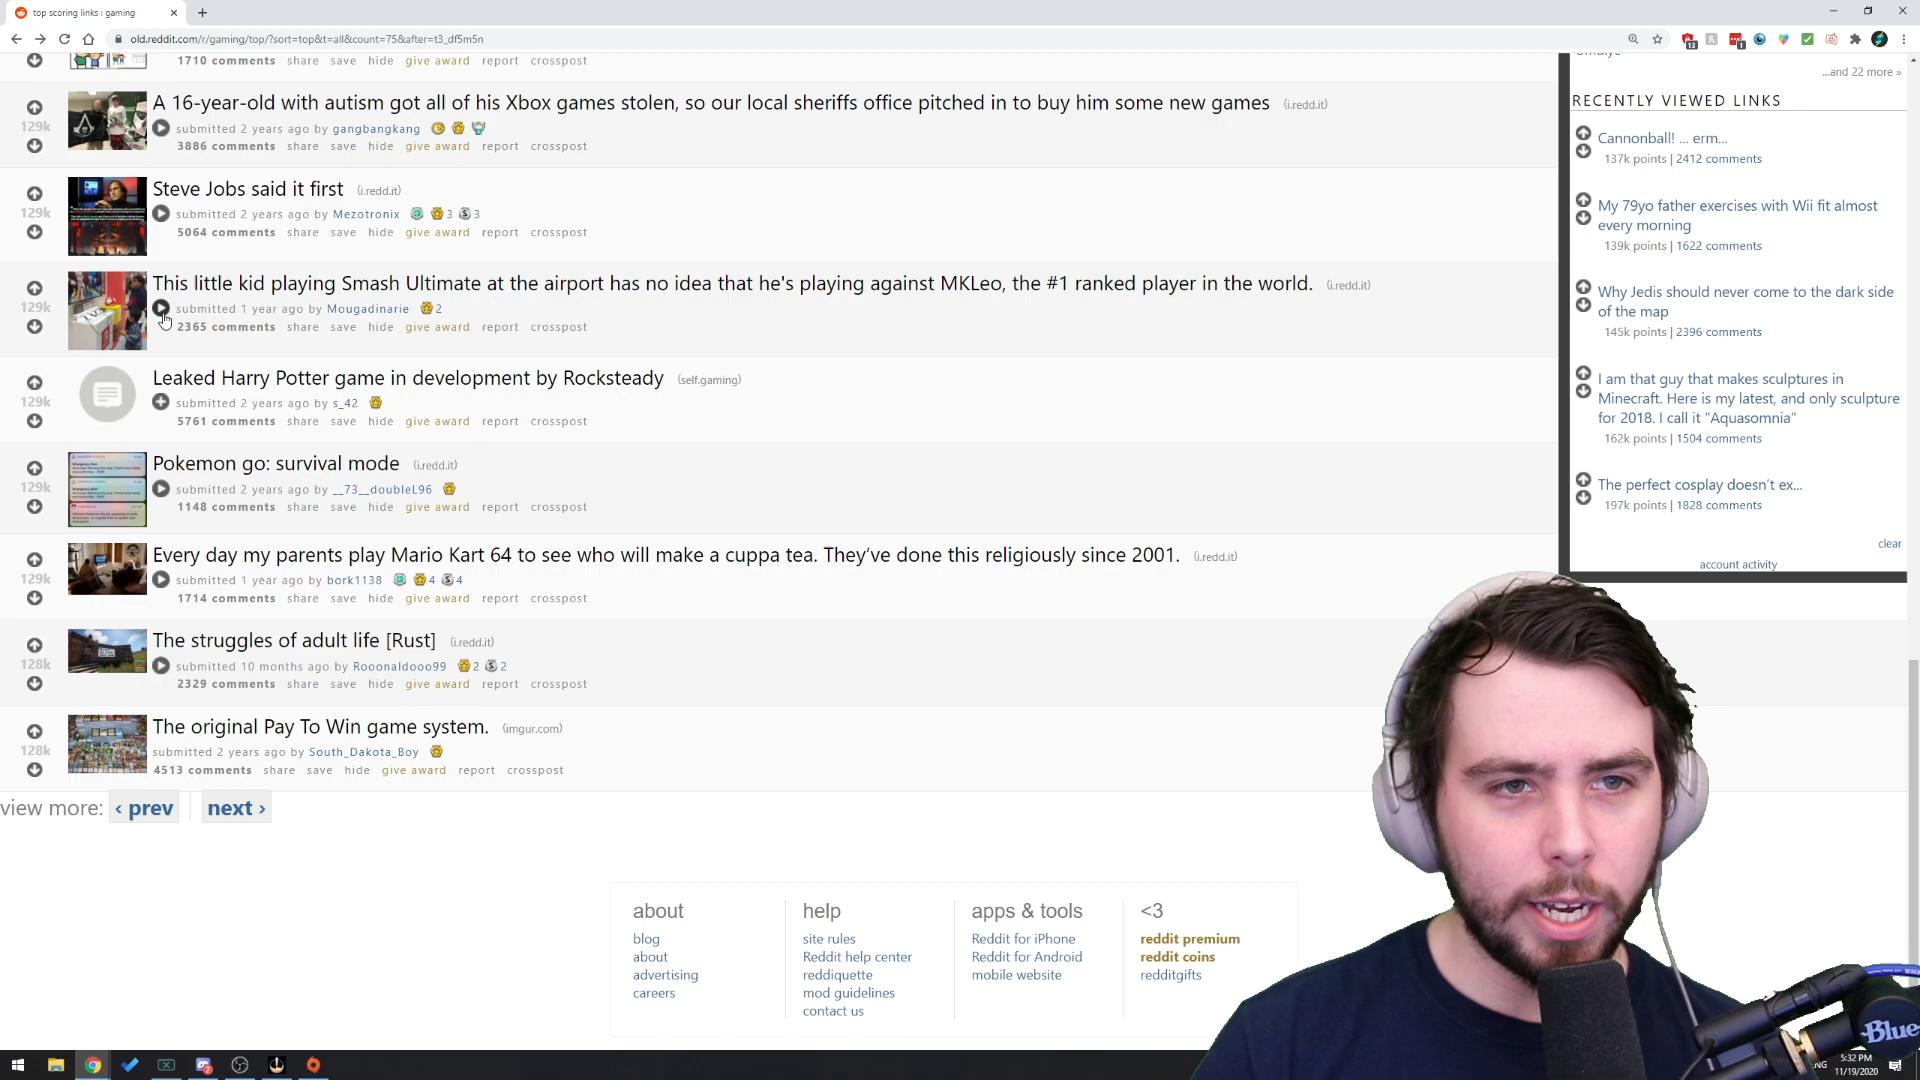 top scoring links : gaming
old.reddit.com/r/gaming/top/?sort=top&t=all&count=75&after=t3_df5m5n
1710 comments share save hide give award report crosspost
A 16-year-old with autism got all of his Xbox games stolen, so our local sheriffs office pitched in to buy him some new games (i.redd.it)
129k
submitted 2 years ago by gangbangkang
3886 comments share save hide give award report crosspost
Steve Jobs said it first (i.redd.it)
129k
submitted 2 years ago by Mezotronix 3 3
5064 comments share save hide give award report crosspost
This little kid playing Smash Ultimate at the airport has no idea that he's playing against MKLeo, the #1 ranked player in the world. (i.redd.it)
129k
submitted 1 year ago by Mougadinarie 2
2365 comments share save hide give award report crosspost
Leaked Harry Potter game in development by Rocksteady (self.gaming)
129k
submitted 2 years ago by s_42
5761 comments share save hide give award report crosspost
Pokemon go: survival mode (i.redd.it)
129k
submitted 2 years ago by __73__doubleL96
1148 comments share save hide give award report crosspost
Every day my parents play Mario Kart 64 to see who will make a cuppa tea. They've done this religiously since 2001. (i.redd.it)
129k
submitted 1 year ago by bork1138 4 4
1714 comments share save hide give award report crosspost
The struggles of adult life [Rust] (i.redd.it)
128k
submitted 10 months ago by Rooonaldooo99 2 2
2329 comments share save hide give award report crosspost
The original Pay To Win game system. (imgur.com)
128k
submitted 2 years ago by South_Dakota_Boy
4513 comments share save hide give award report crosspost
view more: ‹ prev next ›
...and 22 more »
RECENTLY VIEWED LINKS
Cannonball! ... erm...
137k points | 2412 comments
My 79yo father exercises with Wii fit almost
every morning
139k points | 1622 comments
Why Jedis should never come to the dark side
of the map
145k points | 2396 comments
I am that guy that makes sculptures in
Minecraft. Here is my latest, and only sculpture
for 2018. I call it "Aquasomnia"
162k points | 1504 comments
The perfect cosplay doesn't ex...
197k points | 1828 comments
clear
account activity
about
blog
about
advertising
careers
help
site rules
Reddit help center
reddiquette
mod guidelines
contact us
apps & tools
Reddit for iPhone
Reddit for Android
mobile website
<3
reddit premium
reddit coins
redditgifts
Blue
5:32 PM
11/19/2020